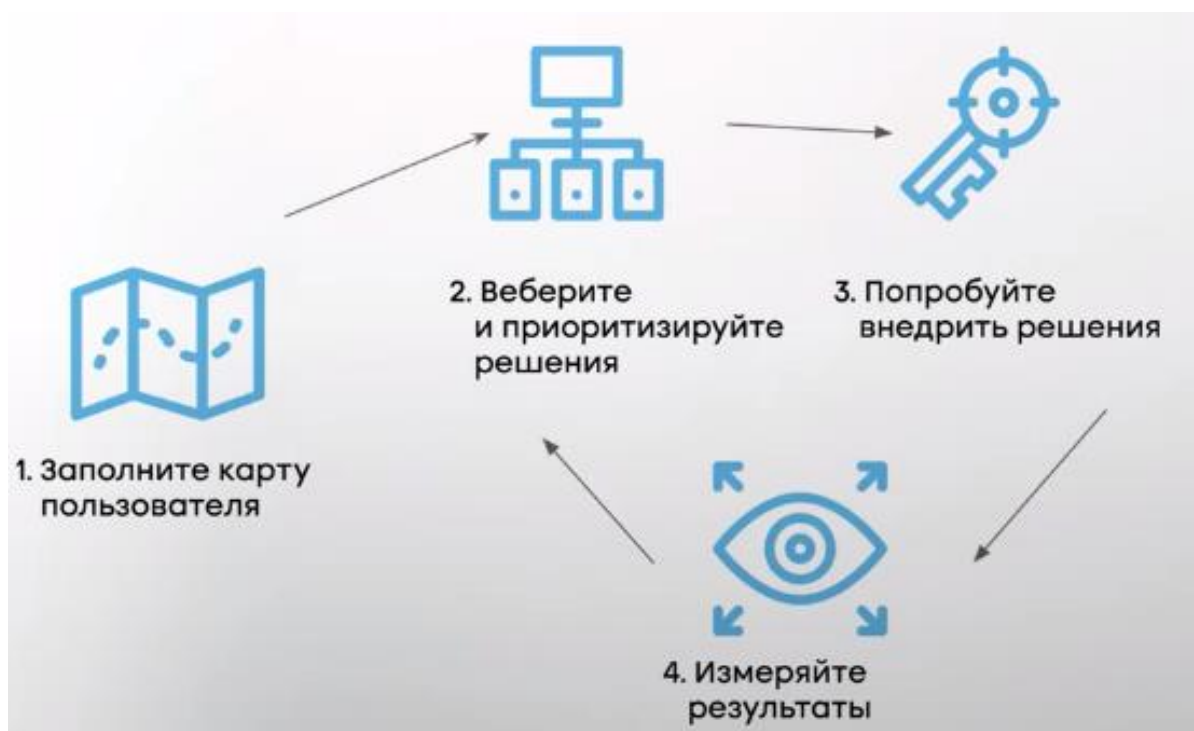 1. Заполните карту
пользователя
2. Веберите
и приоритизируйте
решения
3. Попробуйте
внедрить решения
4. Измеряйте
результаты